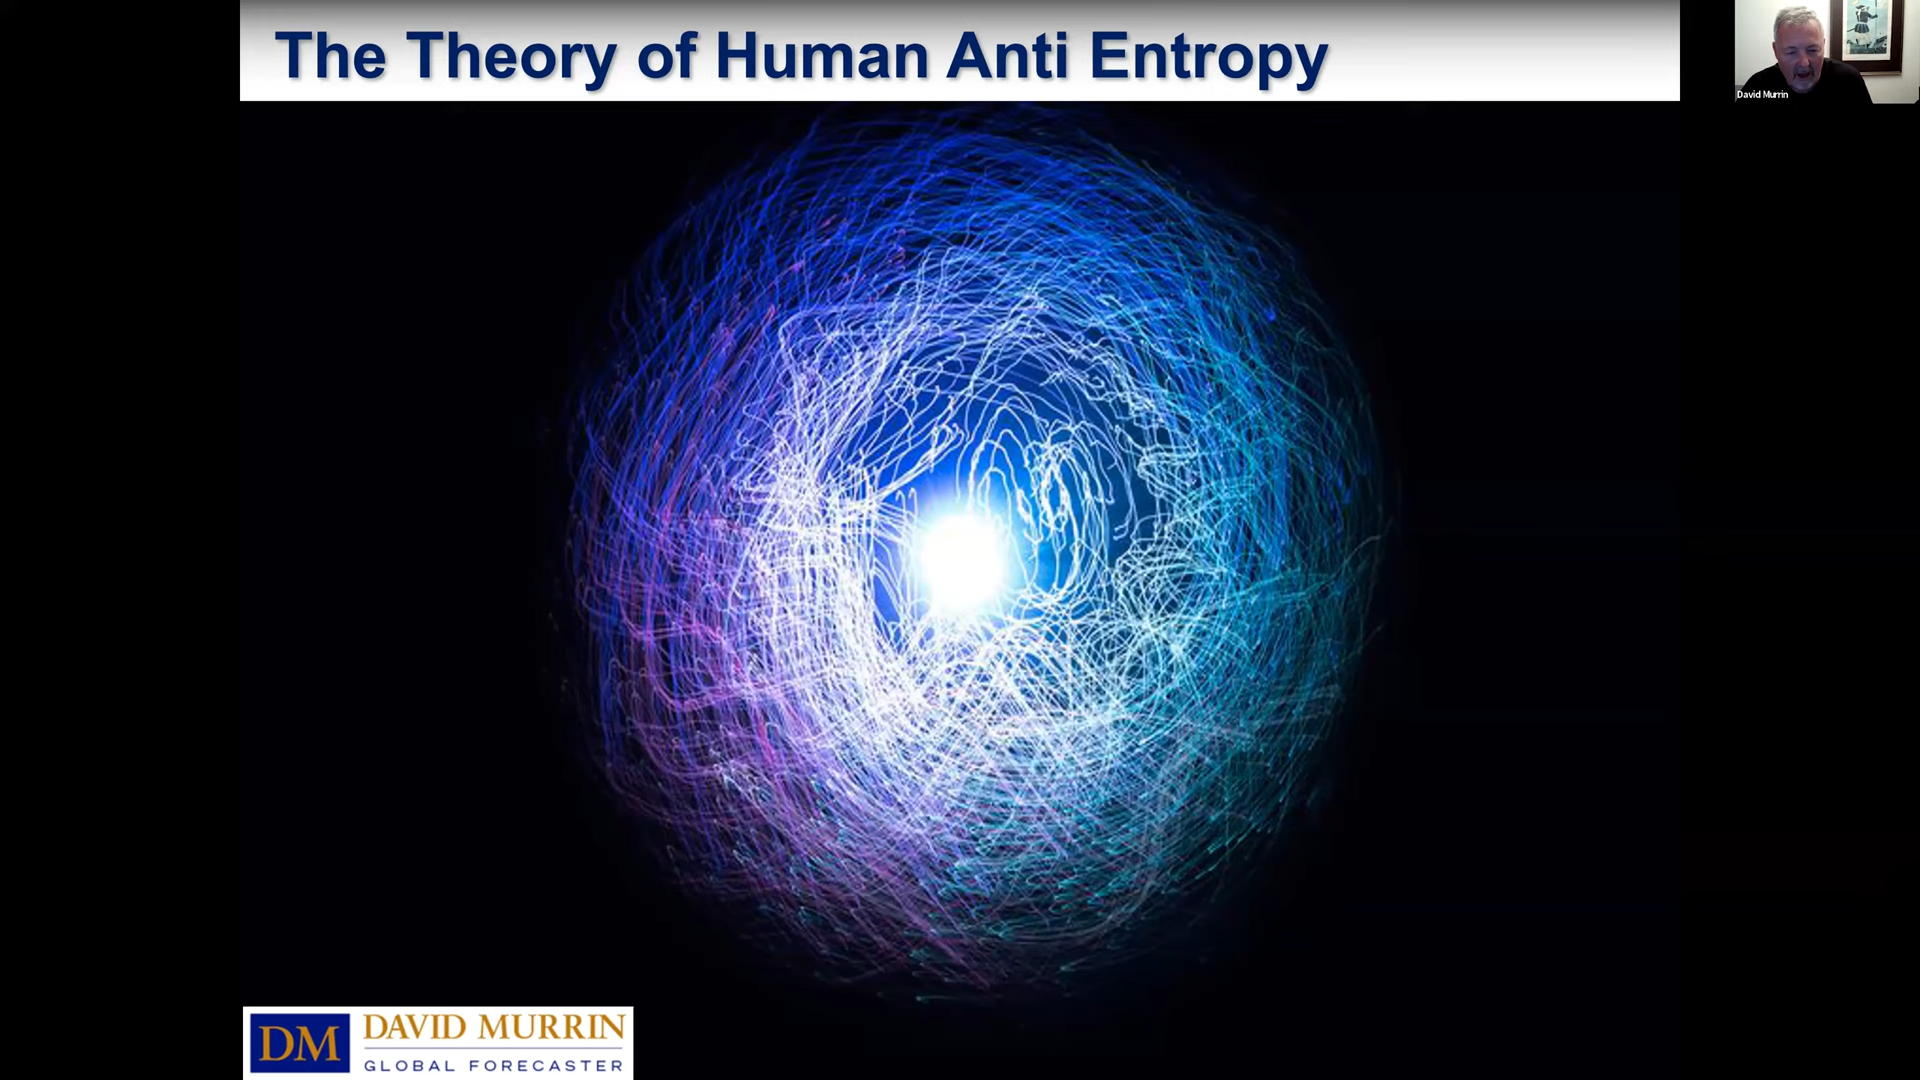 The Theory of Human Anti Entropy
David Murrin
DM
DAVID MURRIN
GLOBAL FORECASTER